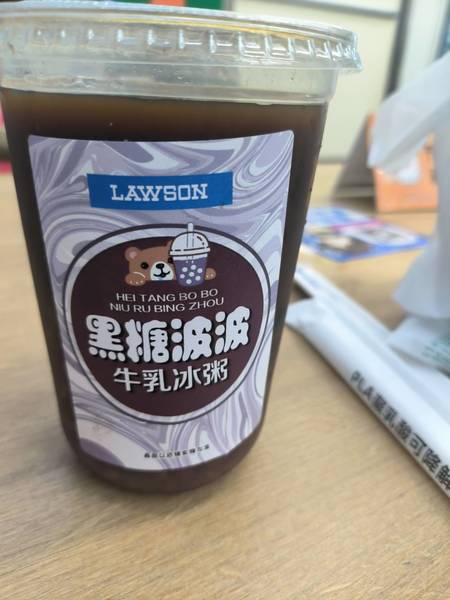 LAWSON
HEI TANG BO BO
NIU RU BING ZHOU
黑糖波波
牛乳冰粥
PLA聚乳酸可降解